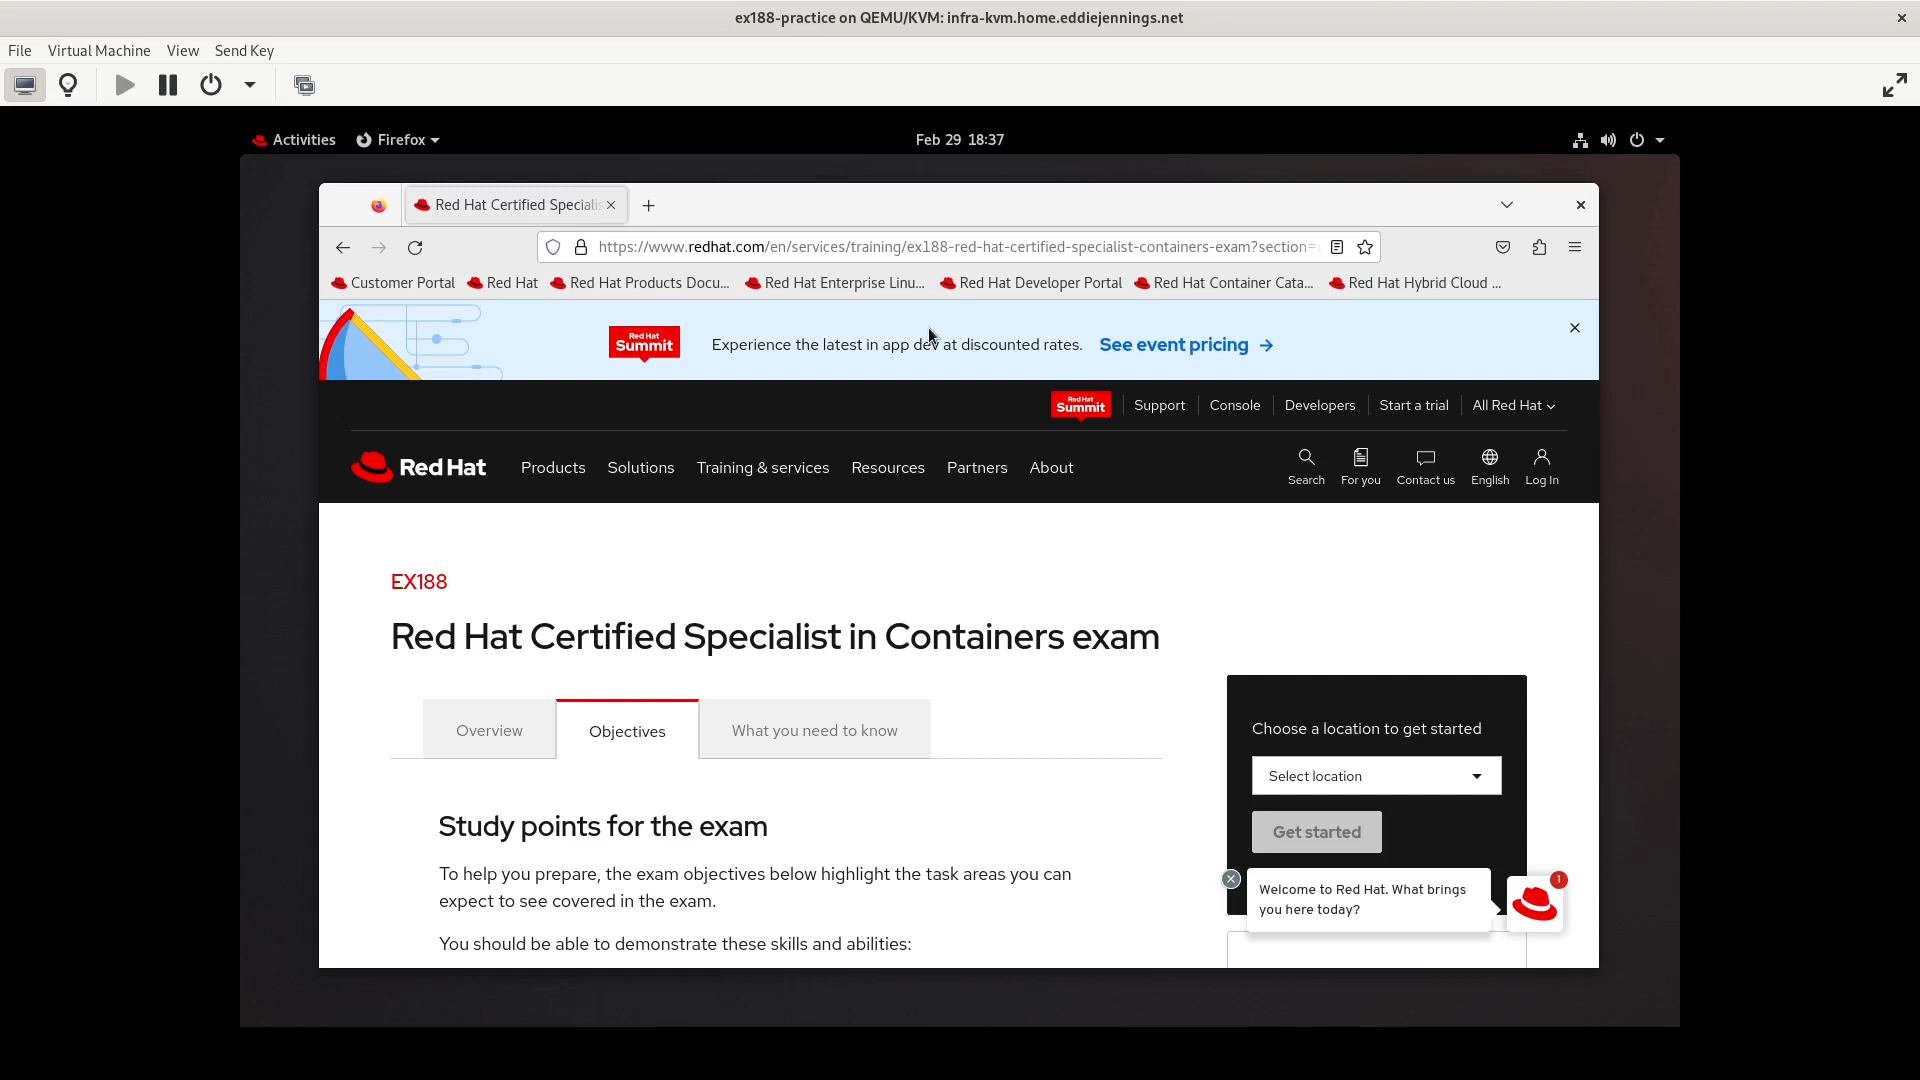 ex188-practice on QEMU/KVM: infra-kvm.home.eddiejennings.net
File Virtual Machine View Send Key
Activities Firefox Feb 29 18:37
Red Hat Certified Specialis
https://www.redhat.com/en/services/training/ex188-red-hat-certified-specialist-containers-exam?section=
Customer Portal Red Hat Red Hat Products Docu... Red Hat Enterprise Linu... Red Hat Developer Portal Red Hat Container Cata... Red Hat Hybrid Cloud ...
Red Hat
Summit
Experience the latest in app dev at discounted rates. See event pricing
Red Hat
Summit
Support Console Developers Start a trial All Red Hat
Red Hat Products Solutions Training & services Resources Partners About
Search For you Contact us English Log In
EX188
Red Hat Certified Specialist in Containers exam
Overview Objectives What you need to know
Choose a location to get started
Select location
Get started
Study points for the exam
To help you prepare, the exam objectives below highlight the task areas you can
expect to see covered in the exam.
You should be able to demonstrate these skills and abilities:
Welcome to Red Hat. What brings
you here today?
1